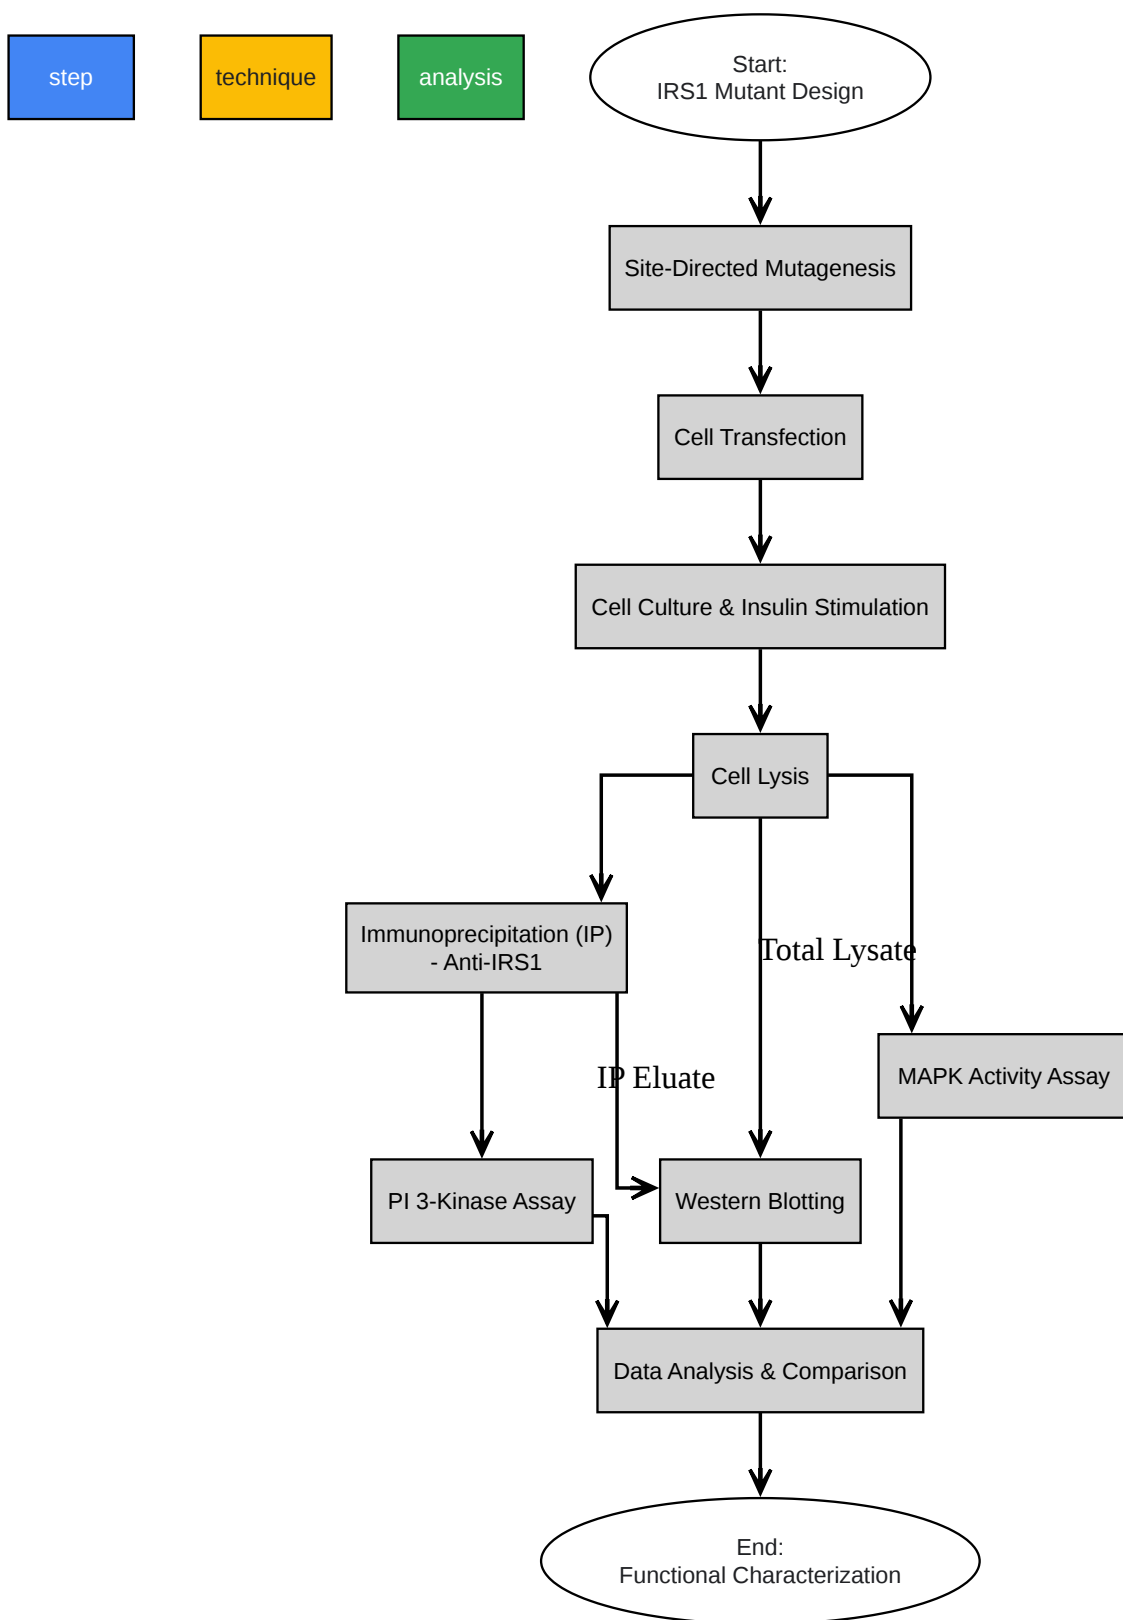 step
technique
analysis
Start:
IRS1 Mutant Design
Site-Directed Mutagenesis
Cell Transfection
Cell Culture & Insulin Stimulation
Cell Lysis
Immunoprecipitation (IP)
- Anti-IRS1
Total Lysate
IP Eluate
MAPK Activity Assay
PI 3-Kinase Assay
Western Blotting
Data Analysis & Comparison
End:
Functional Characterization